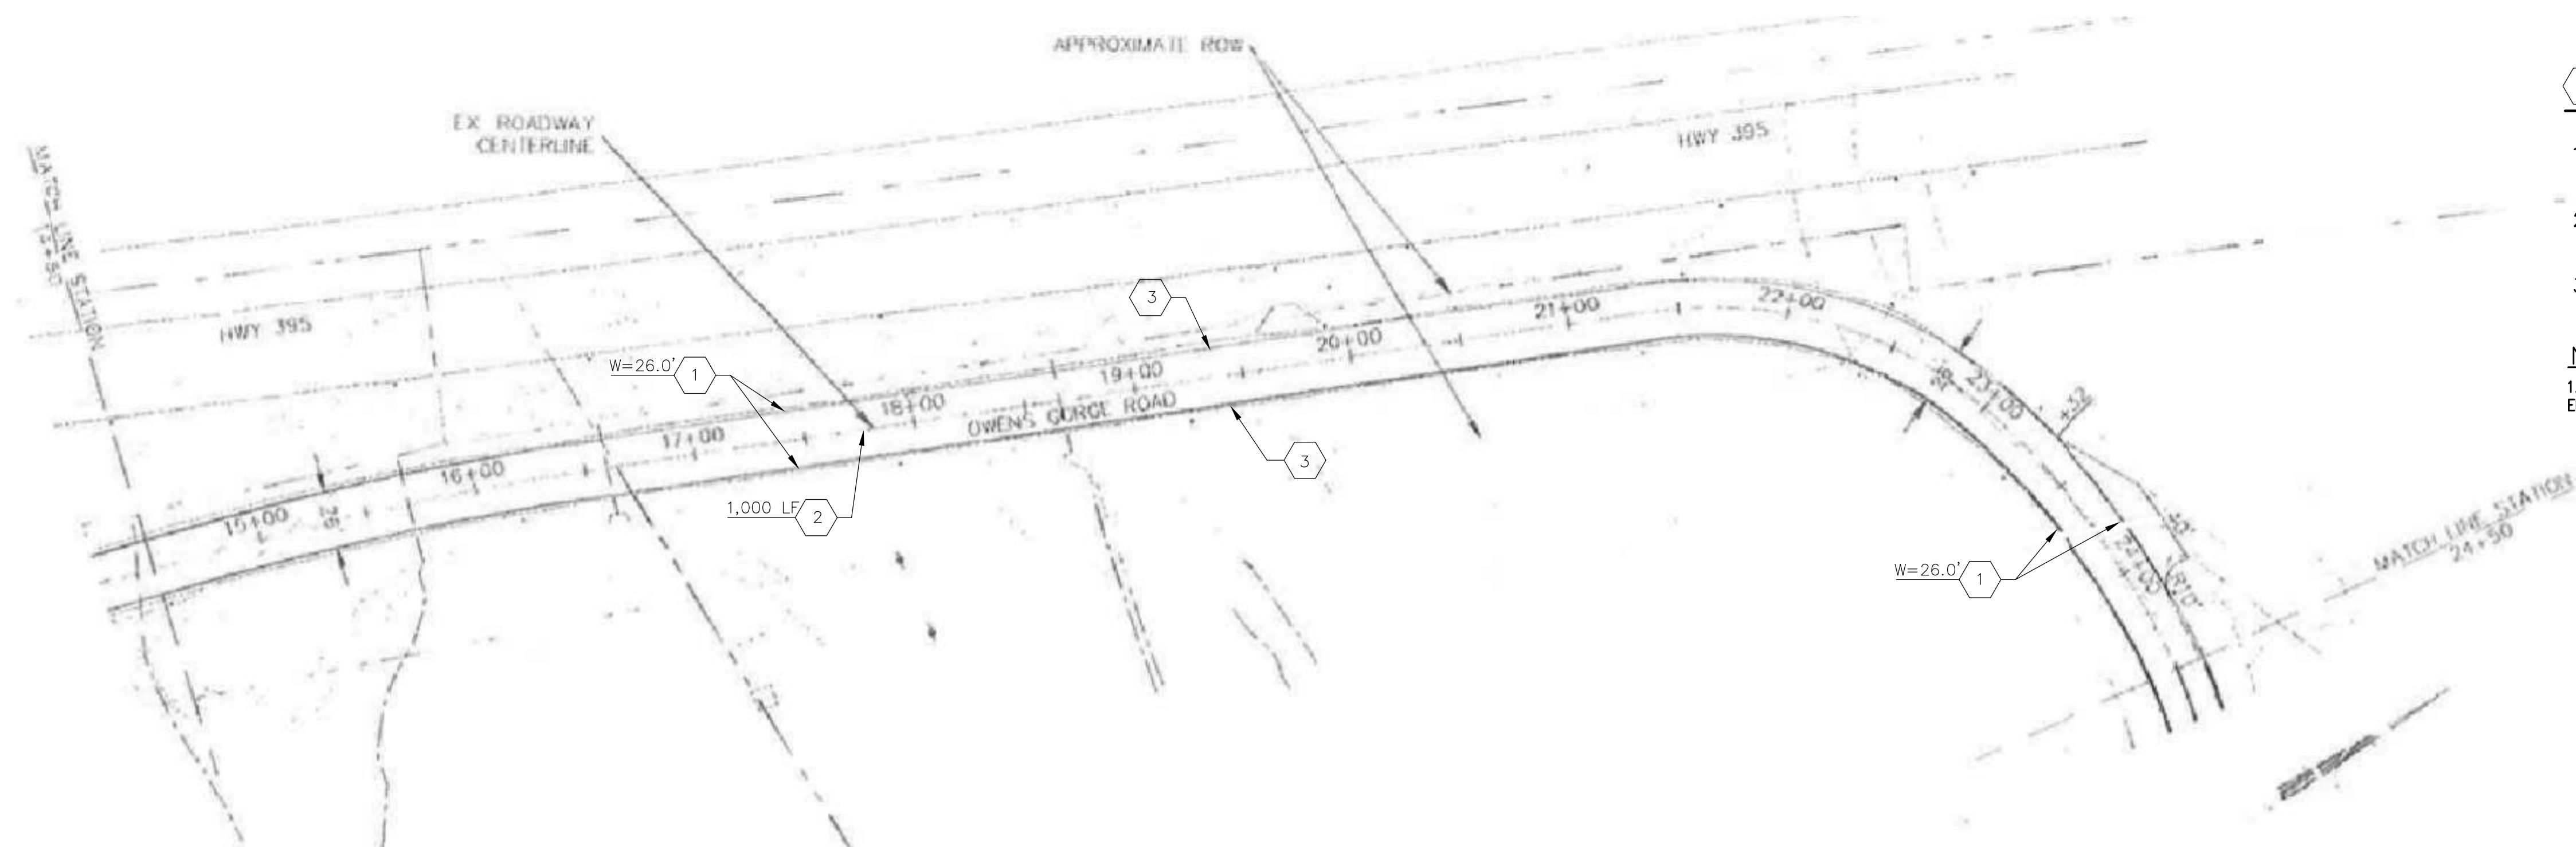 APPROXIMATE ROW
EX ROADWAY
CENTERLINE
HWY 395
MATCH LINE STATION
HWY 395
3
W=26.0'
1
1,000 LF
2
15+00
26'
16+00
17+00
18+00
19+00
20+00
21+00
22+00
23+00
+32
OWENS GORGE ROAD
3
W=26.0'
1
24+00
40'
MATCH LINE STATION
24+50
1.
E